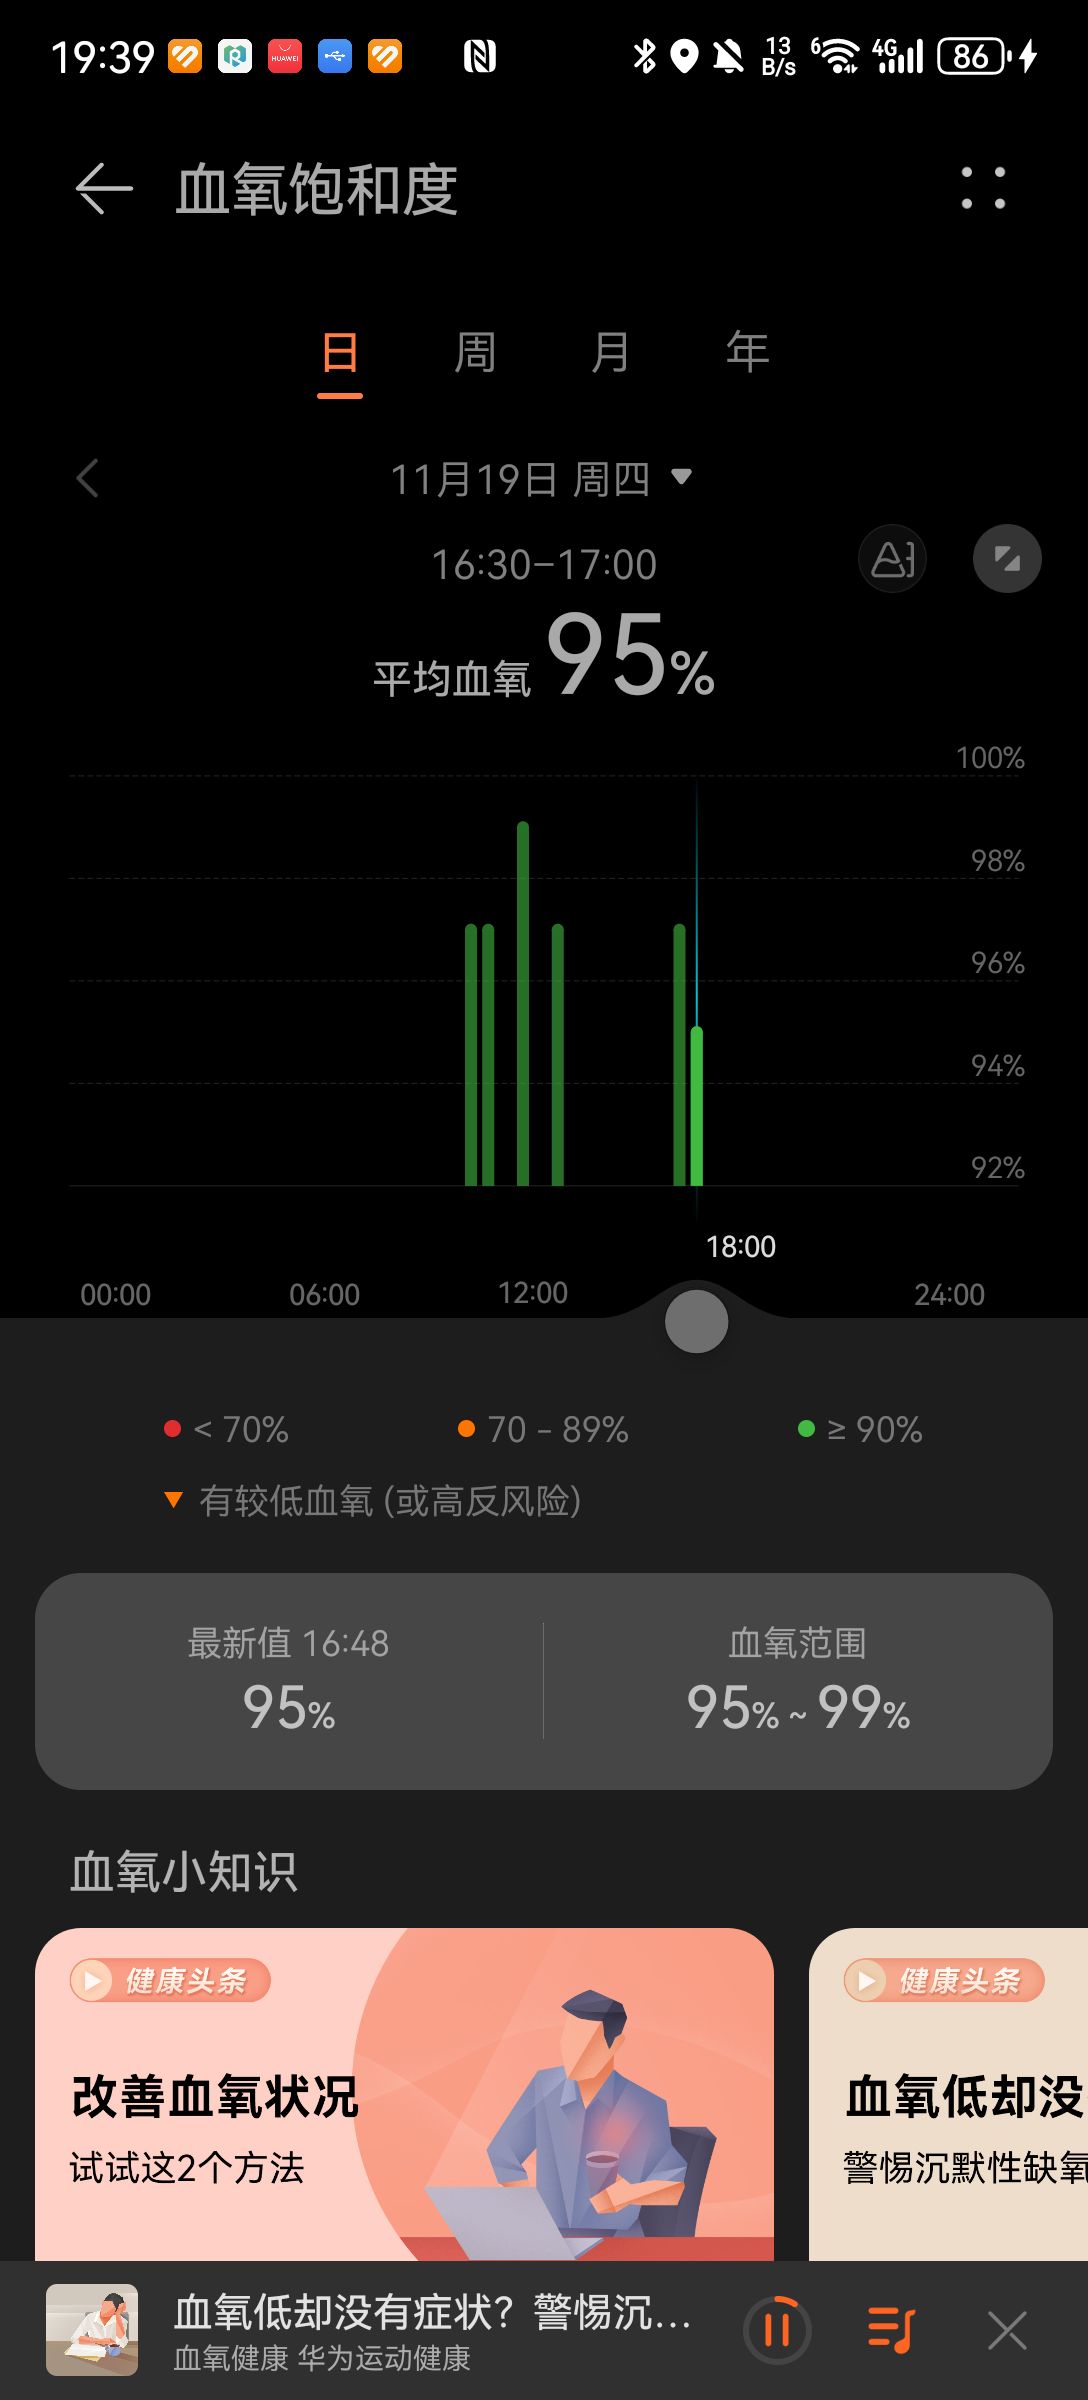 19:39
HUAWEI
13 B/s
6
4G
86
血氧饱和度
日 周 月 年
11月19日 周四
16:30–17:00
平均血氧 95%
100%
98%
96%
94%
92%
18:00
00:00 06:00 12:00 24:00
< 70% 70 - 89% ≥ 90%
有较低血氧 (或高反风险)
最新值 16:48 血氧范围
95% 95% ~ 99%
血氧小知识
健康头条 健康头条
改善血氧状况 血氧低却没
试试这2个方法 警惕沉默性缺氧
血氧低却没有症状？警惕沉...
血氧健康 华为运动健康